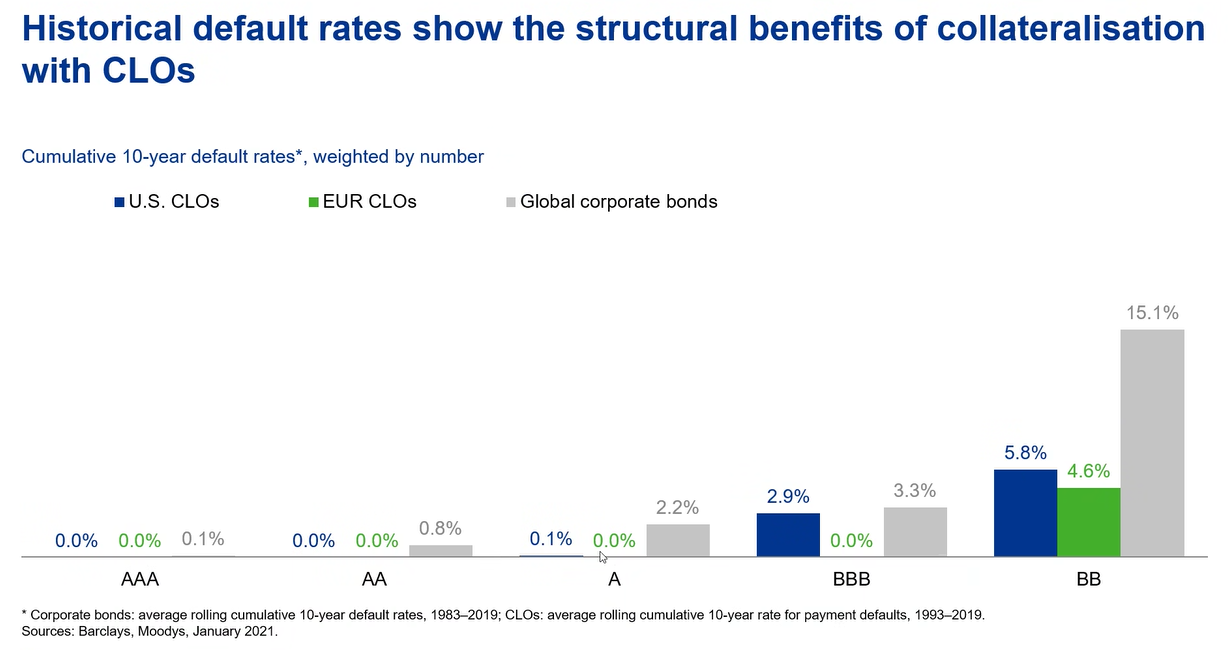 Historical default rates show the structural benefits of collateralisation
with CLOs
Cumulative 10-year default rates*, weighted by number
U.S. CLOs EUR CLOs Global corporate bonds
0.0% 0.0% 0.1% 0.0% 0.0% 0.8% 0.1% 0.0% 2.2% 2.9% 0.0% 3.3% 5.8% 4.6% 15.1%
AAA AA A BBB BB
* Corporate bonds: average rolling cumulative 10-year default rates, 1983–2019; CLOs: average rolling cumulative 10-year rate for payment defaults, 1993–2019.
Sources: Barclays, Moodys, January 2021.